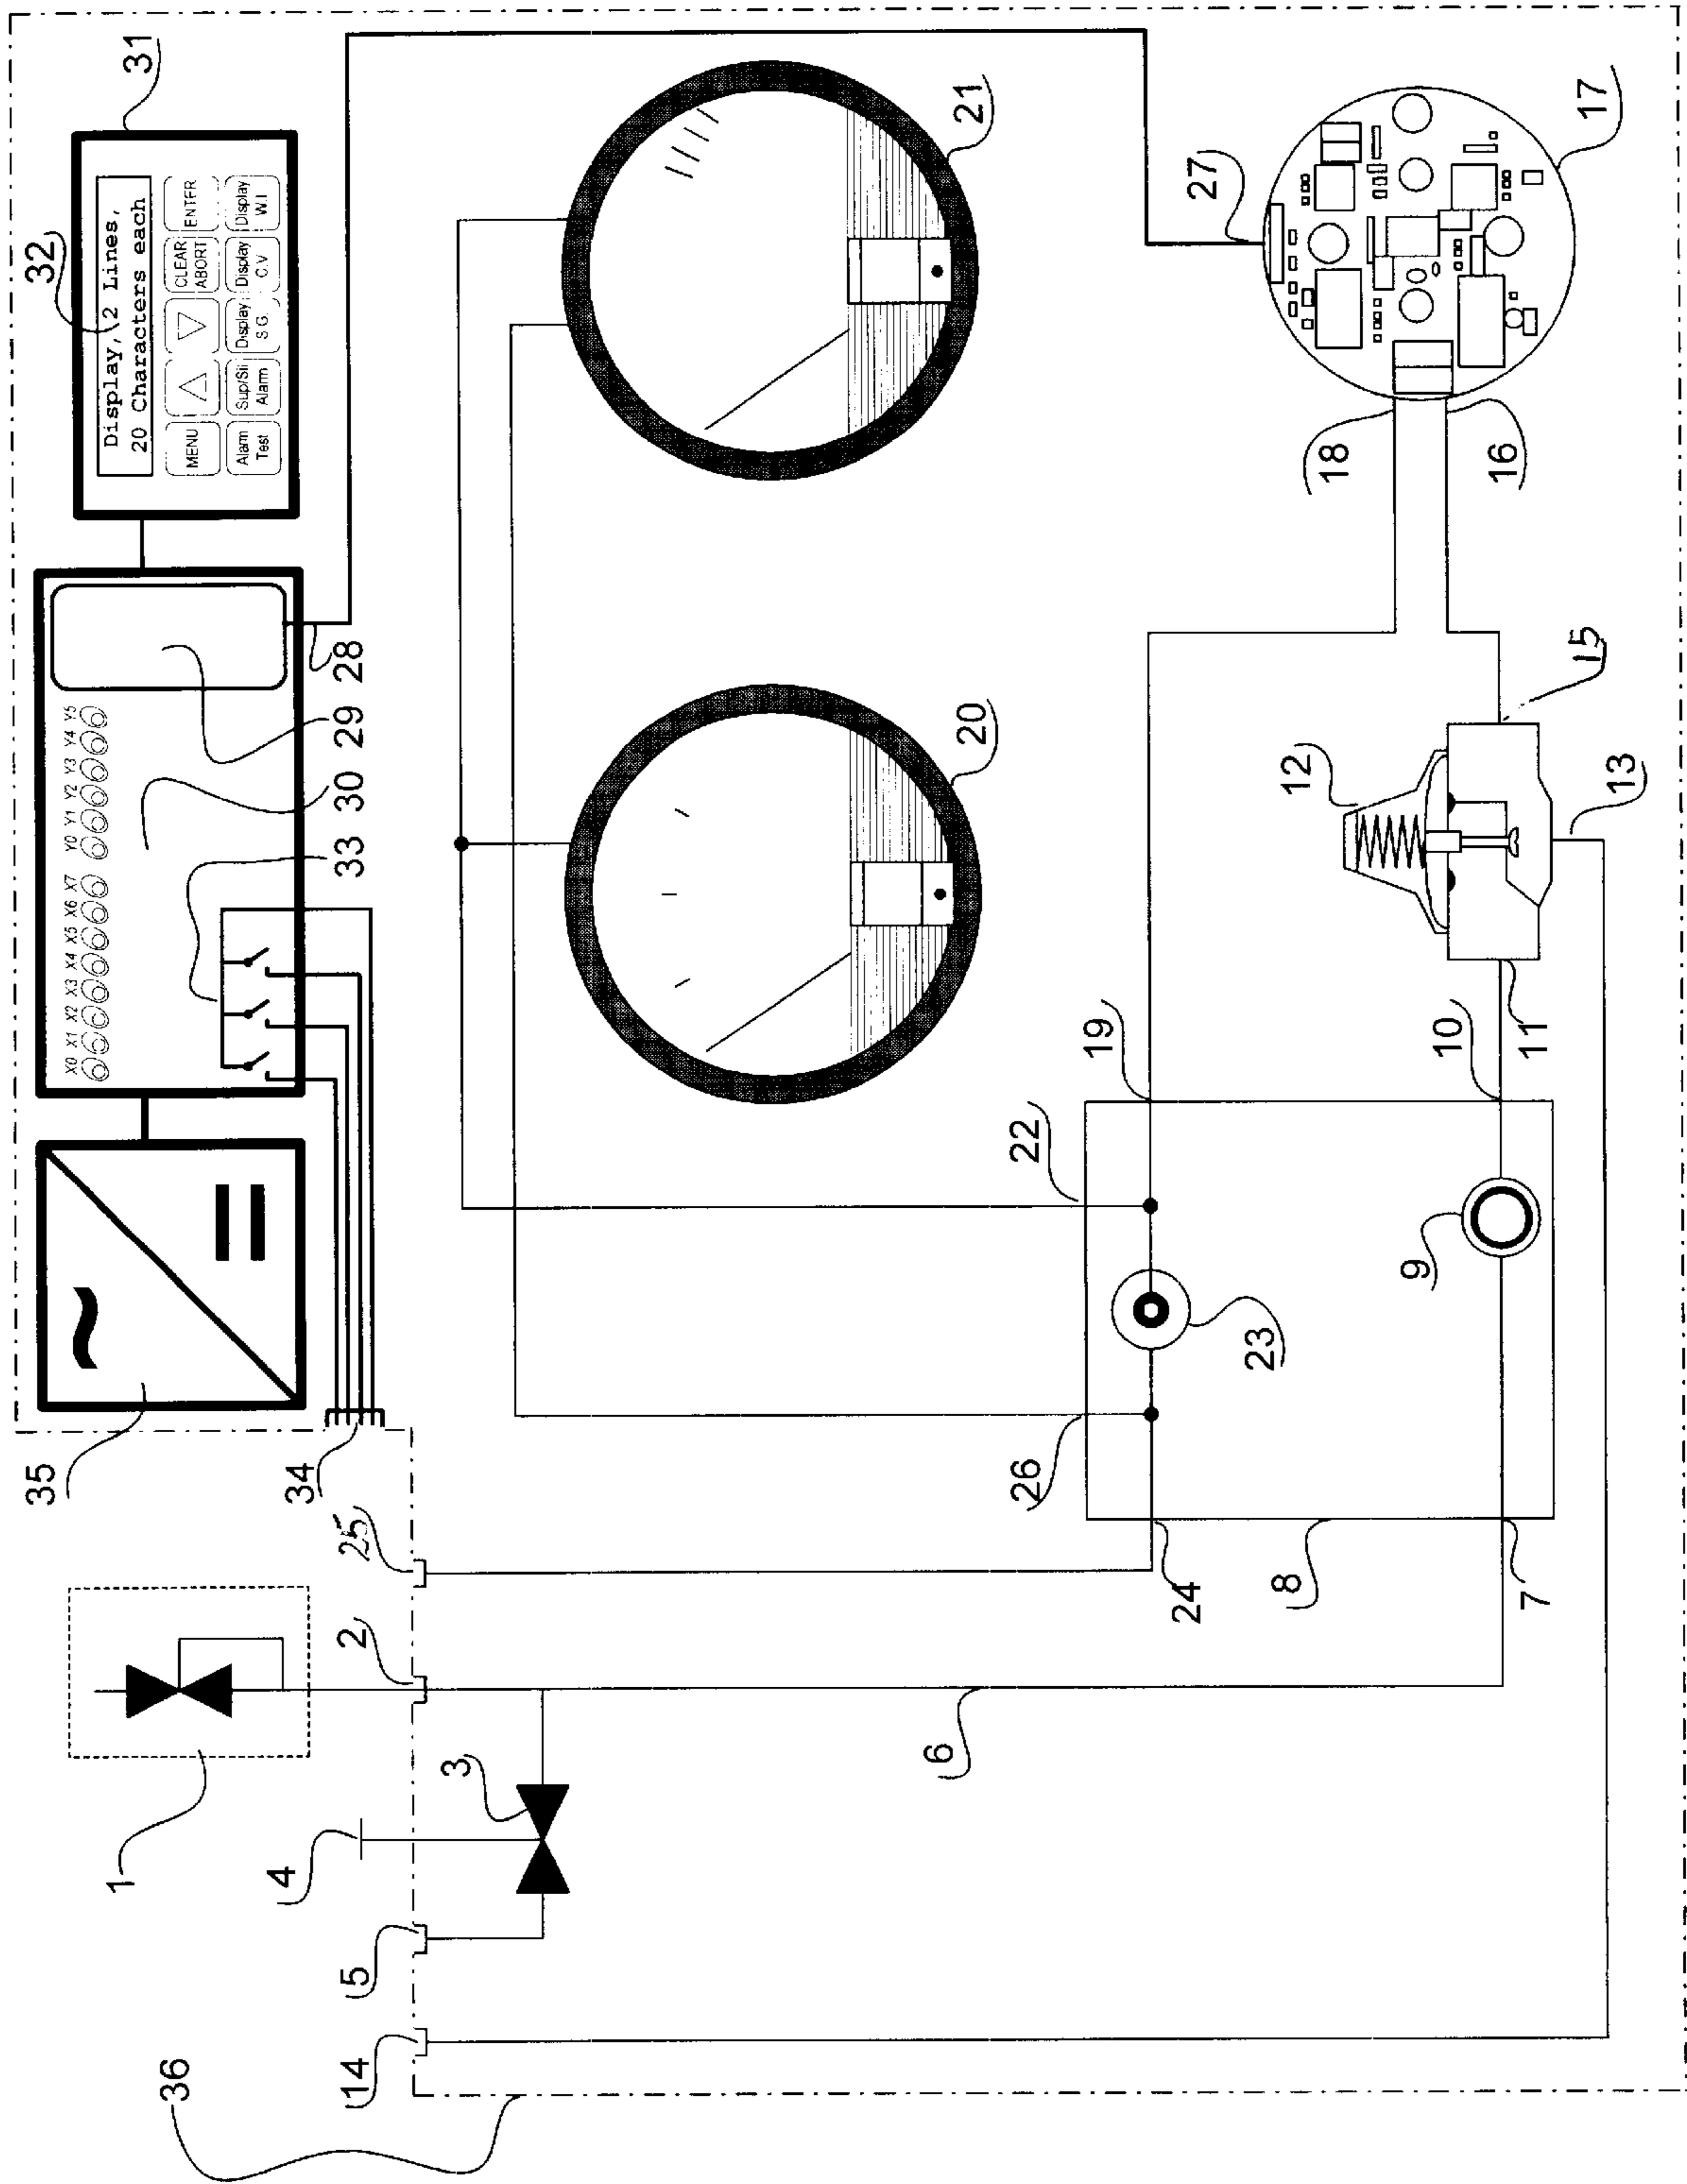 36
14
5
4
1
3
2
6
25
7
8
24
26
34
35
23
9
22
19
10
11
12
13
15
20
33
30
29
28
X0 X1 X2 X3 X4 X5 X6 X7 Y0 Y1 Y2 Y3 Y4 Y5
18
16
32
31
Display, 2 Lines,
20 Characters each
MENU
CLEAR
ABORT
ENTER
Alarm
Test
Sup/Sli
Alarm
Display
S.G.
Display
C.V
Display
W.I
21
27
17